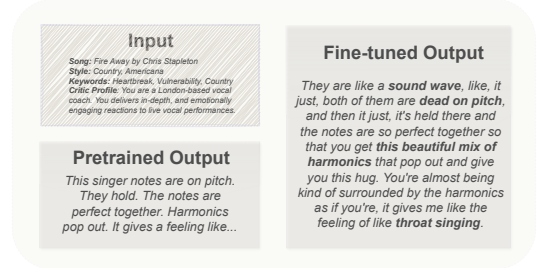 Input
Song: Fire Away by Chris Stapleton
Style: Country, Americana
Keywords: Heartbreak, Vulnerability, Country
Critic Profile: You are a London-based vocal
coach. You delivers in-depth, and emotionally
engaging reactions to live vocal performances.
Pretrained Output
This singer notes are on pitch.
They hold. The notes are
perfect together. Harmonics
pop out. It gives a feeling like...
Fine-tuned Output
They are like a sound wave, like, it
just, both of them are dead on pitch,
and then it just, it's held there and
the notes are so perfect together so
that you get this beautiful mix of
harmonics that pop out and give
you this hug. You're almost being
kind of surrounded by the harmonics
as if you're, it gives me like the
feeling of like throat singing.